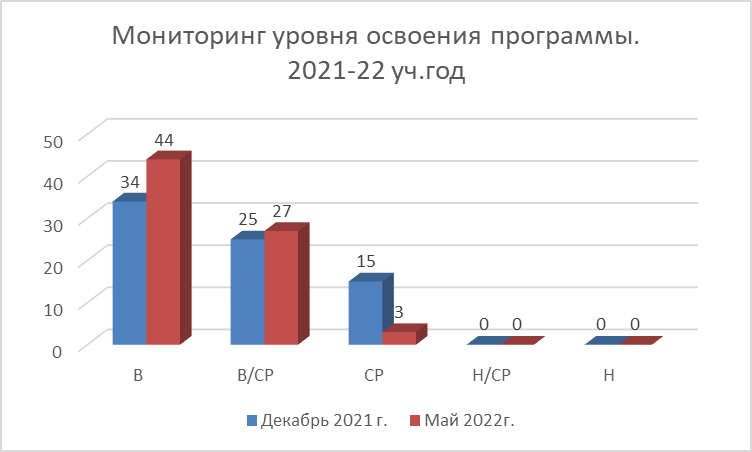 Мониторинг уровня освоения программы.
2021-22 уч.год
50
40
30
20
10
0
34
44
25
27
15
3
0
0
0
0
В
В/СР
СР
Н/СР
Н
Декабрь 2021 г.
Май 2022г.